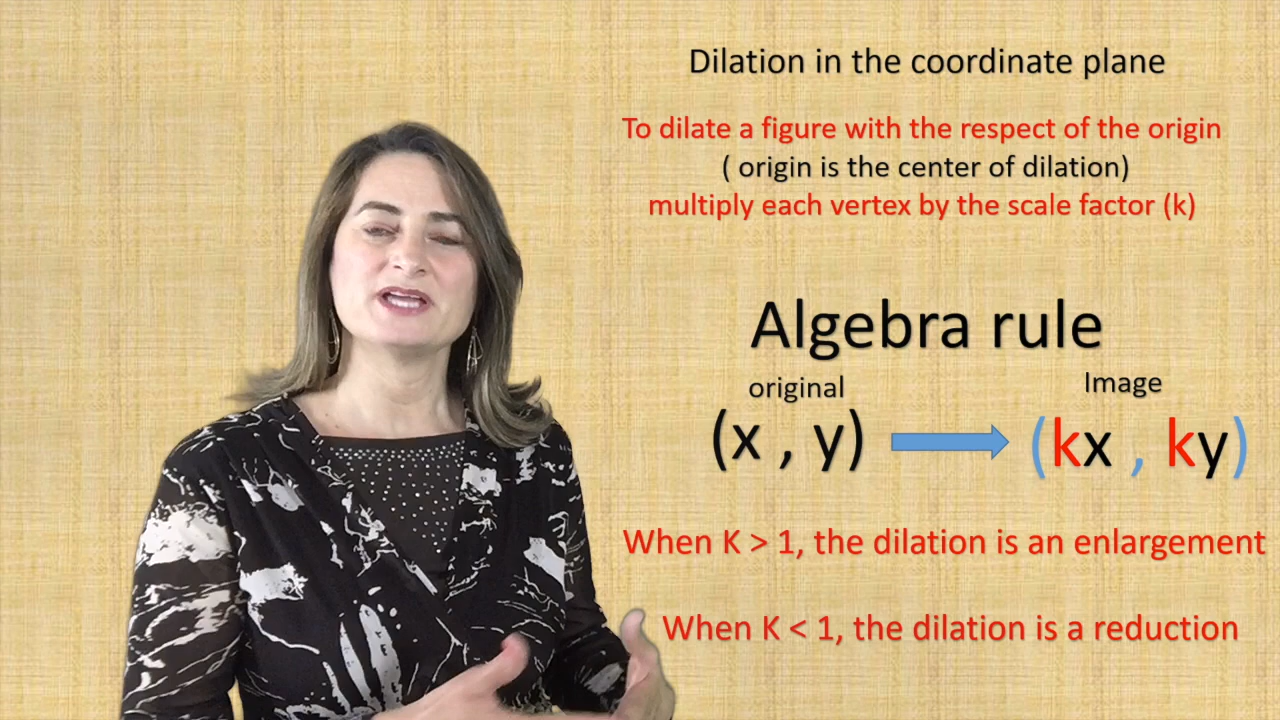 Dilation in the coordinate plane
To dilate a figure with the respect of the origin
( origin is the center of dilation)
multiply each vertex by the scale factor (k)
Algebra rule
original
Image
(x , y)
(kx , ky)
When K > 1, the dilation is an enlargement
When K < 1, the dilation is a reduction